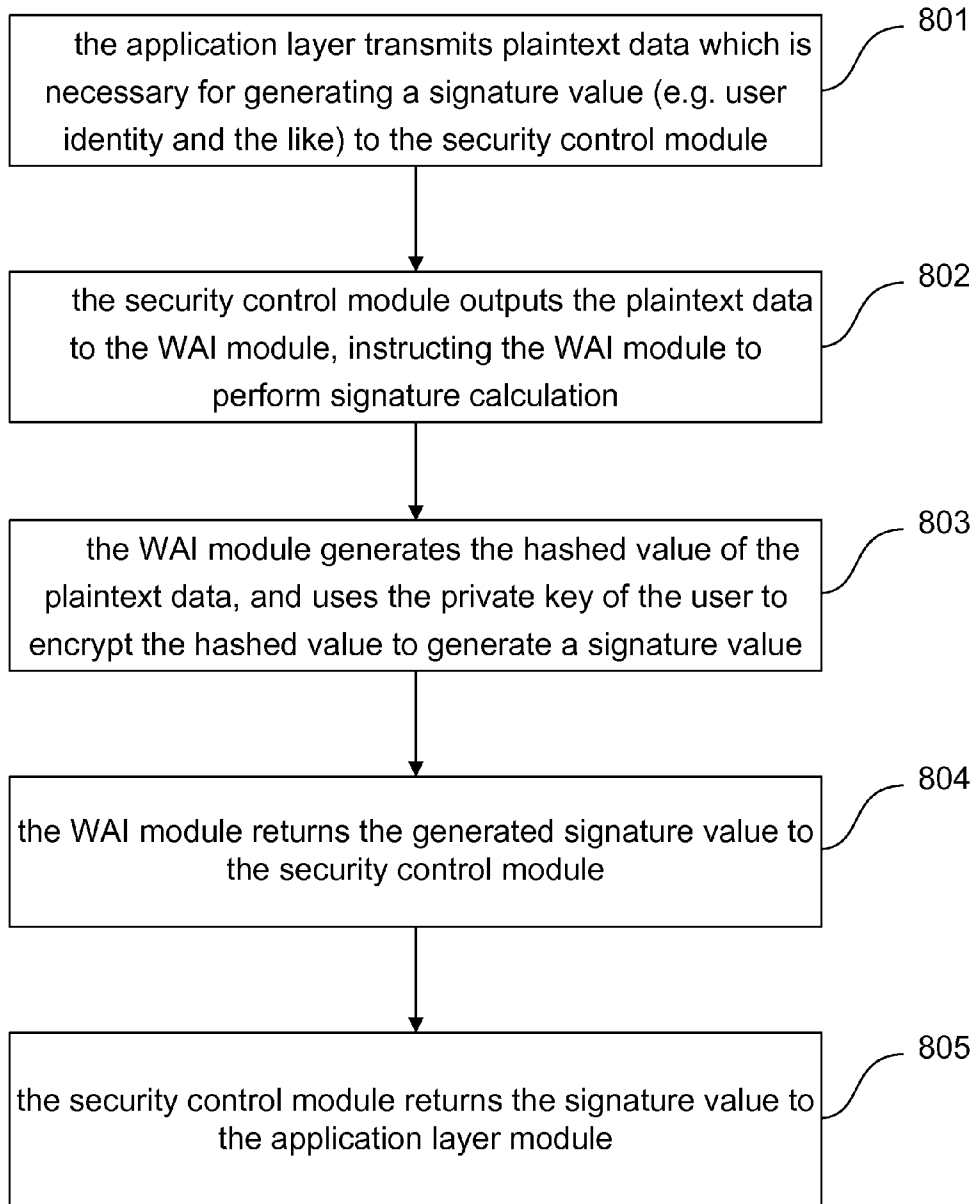 the application layer transmits plaintext data which is
necessary for generating a signature value (e.g. user
identity and the like) to the security control module
801
the security control module outputs the plaintext data
to the WAI module, instructing the WAI module to
perform signature calculation
802
the WAI module generates the hashed value of the
plaintext data, and uses the private key of the user to
encrypt the hashed value to generate a signature value
803
the WAI module returns the generated signature value to
the security control module
804
the security control module returns the signature value to
the application layer module
805